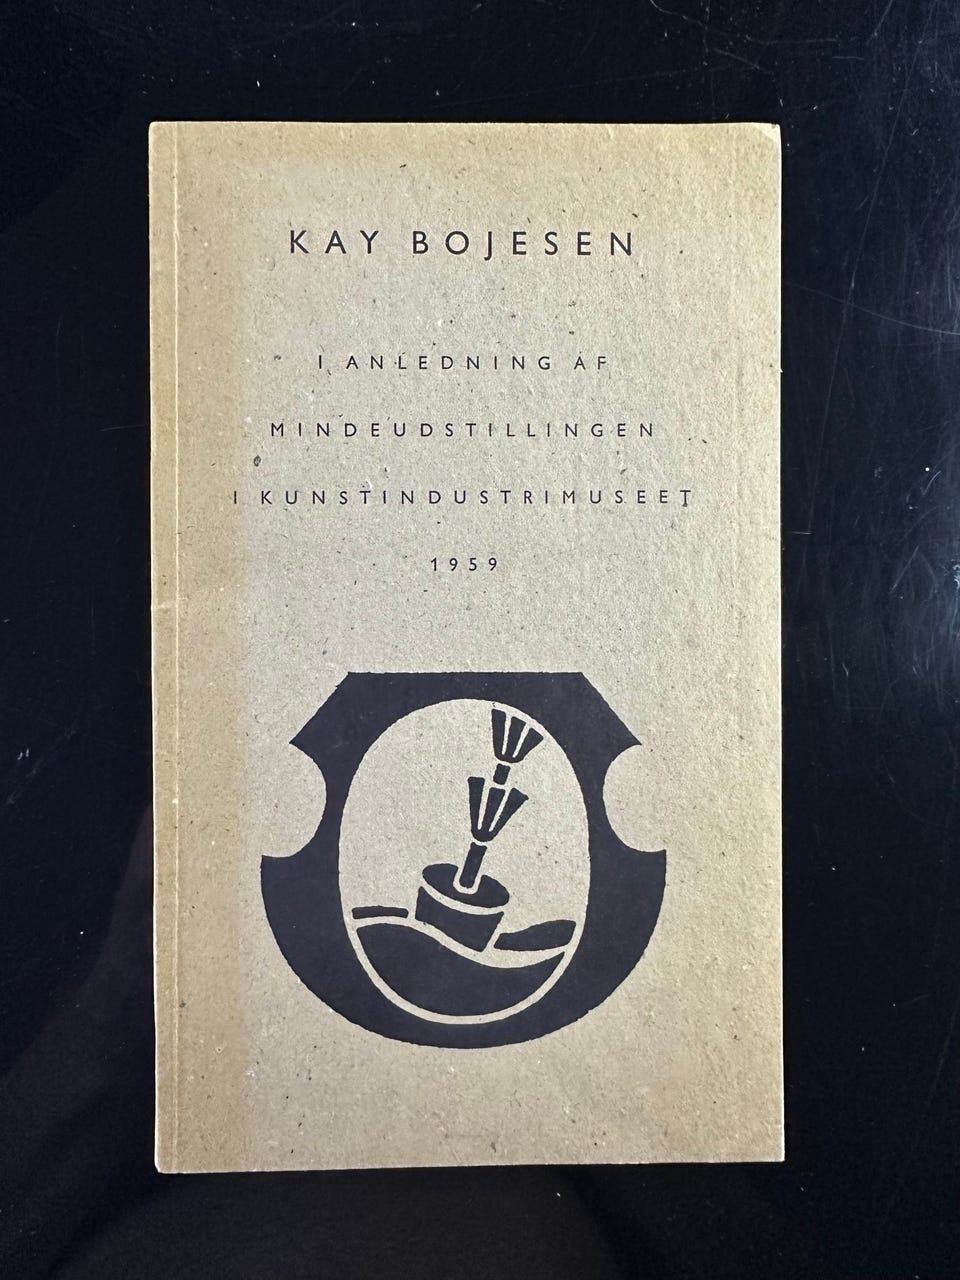 KAY BOJESEN
I ANLEDNING AF
MINDEUDSTILLINGEN
I KUNSTINDUSTRIMUSEET
1959